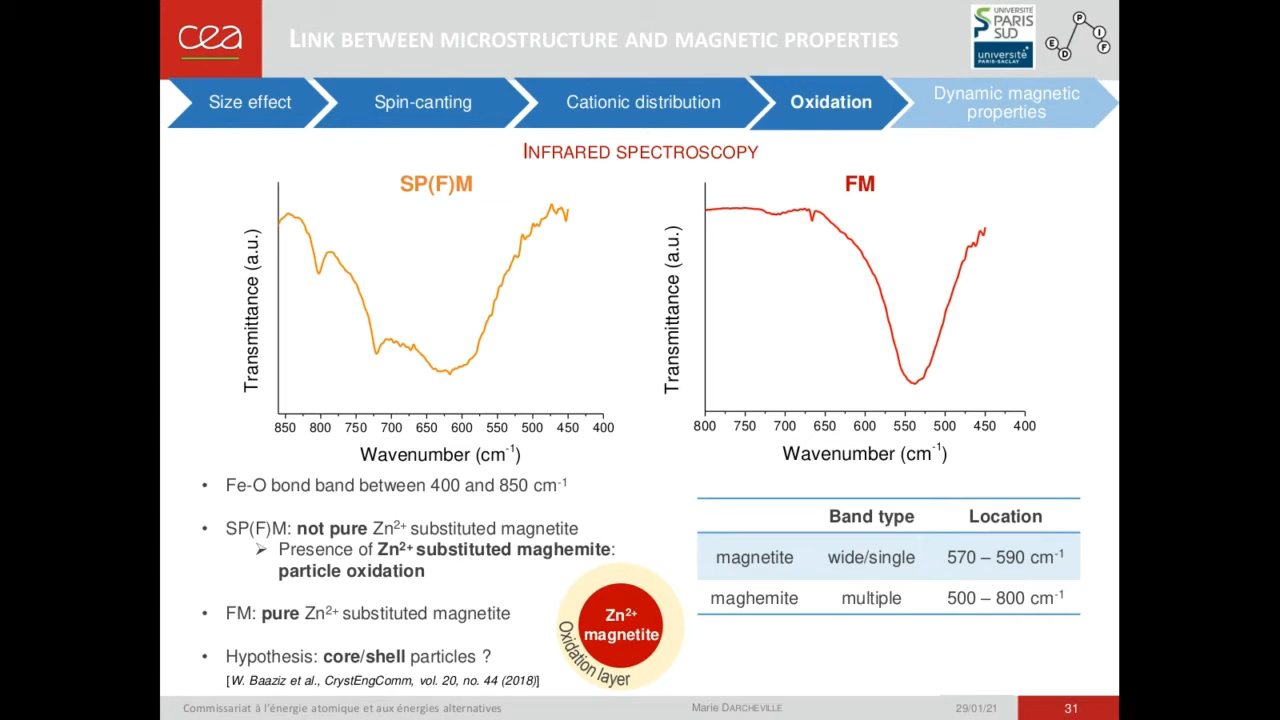 cea
LINK BETWEEN MICROSTRUCTURE AND MAGNETIC PROPERTIES
UNIVERSITÉ
PARIS
SUD
université
PARIS-SACLAY
E D P I F
Size effect
Spin-canting
Cationic distribution
Oxidation
Dynamic magnetic
properties
INFRARED SPECTROSCOPY
SP(F)M
Transmittance (a.u.)
850 800 750 700 650 600 550 500 450 400
Wavenumber (cm⁻¹)
FM
Transmittance (a.u.)
800 750 700 650 600 550 500 450 400
Wavenumber (cm⁻¹)
• Fe-O bond band between 400 and 850 cm⁻¹
• SP(F)M: not pure Zn²⁺ substituted magnetite
➢ Presence of Zn²⁺ substituted maghemite:
particle oxidation
• FM: pure Zn²⁺ substituted magnetite
• Hypothesis: core/shell particles ?
[W. Baaziz et al., CrystEngComm, vol. 20, no. 44 (2018)]
Zn²⁺
magnetite
Oxidation layer
Band type Location
magnetite wide/single 570 – 590 cm⁻¹
maghemite multiple 500 – 800 cm⁻¹
Commissariat à l'énergie atomique et aux énergies alternatives
Marie DARCHEVILLE
29/01/21
31